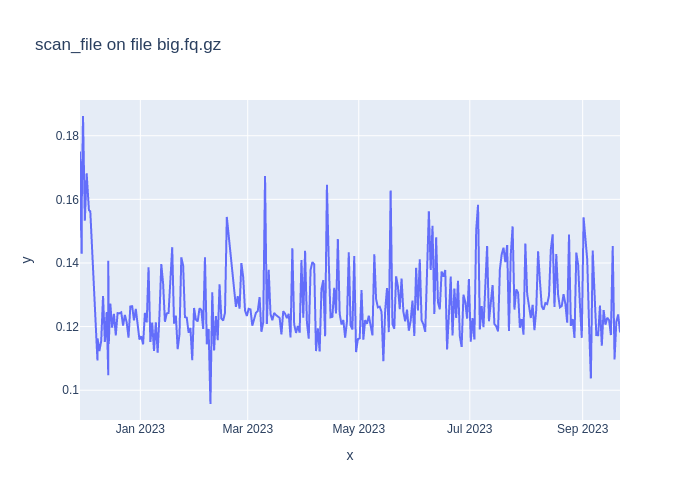 scan_file on file big.fq.gz
0.18
0.16
0.14
0.12
0.1
y
Jan 2023
Mar 2023
May 2023
Jul 2023
Sep 2023
x